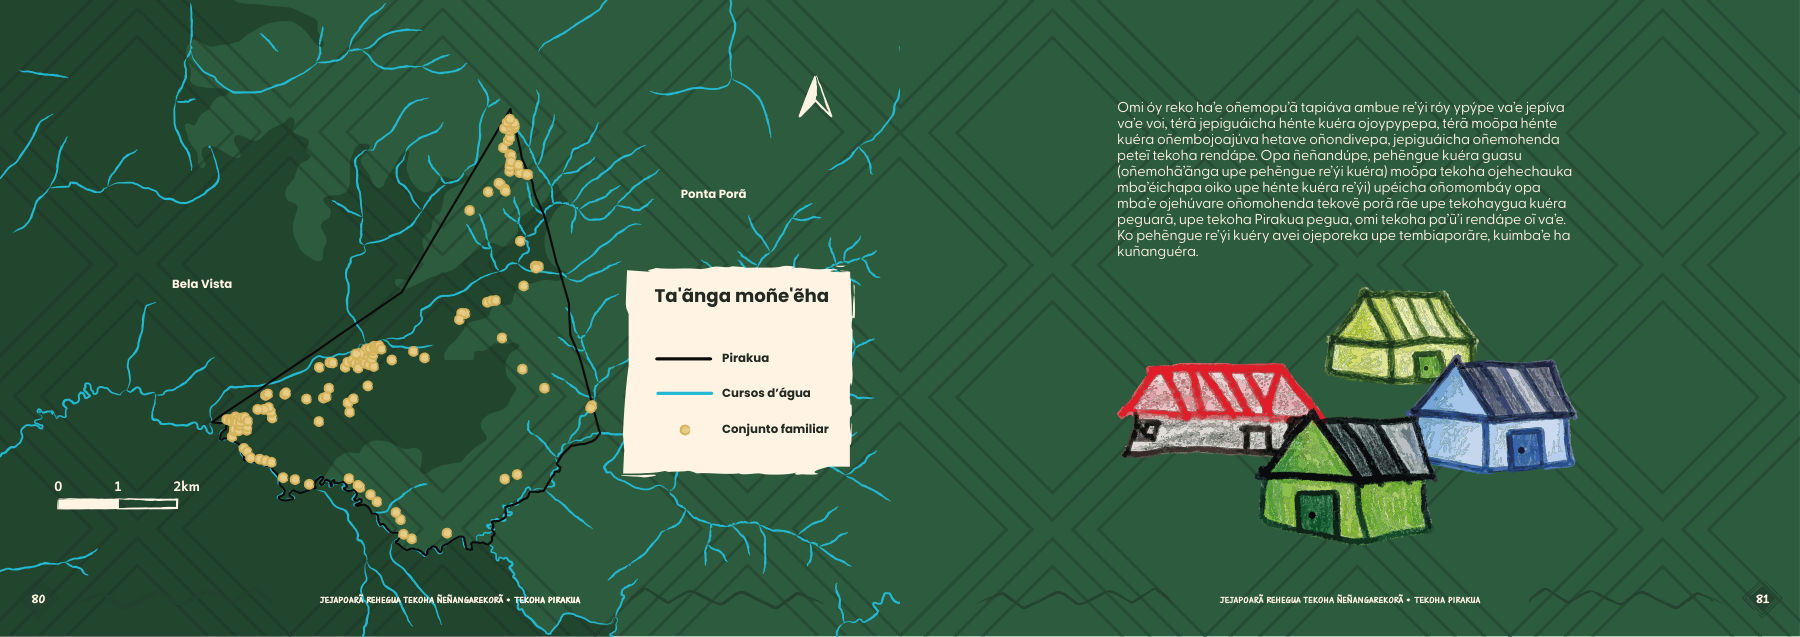 Ponta Porã
Bela Vista
Ta'ãnga moñe'ẽha
Pirakua
Cursos d'água
Conjunto familiar
0 1 2km
80
JEJAPOARÃ REHEGUA TEKOHA ÑEÑANGAREKORÃ • TEKOHA PIRAKUA
Omi óy reko ha'e oñemopu'ã tapiáva ambue re'ýi róy ypýpe va'e jepíva
va'e voi, térã jepiguáicha hénte kuéra ojoypypepa, térã moõpa hénte
kuéra oñembojoajúva hetave oñondivepa, jepiguáicha oñemohenda
peteĩ tekoha rendápe. Opa ñeñandúpe, pehẽngue kuéra guasu
(oñemohã'ãnga upe pehẽngue re'ýi kuéra) moõpa tekoha ojehechauka
mba'éichapa oiko upe hénte kuéra re'ýi) upéicha oñomombáy opa
mba'e ojehúvare oñomohenda tekovẽ porã rãe upe tekohaygua kuéra
peguarã, upe tekoha Pirakua pegua, omi tekoha pa'ũ'i rendápe oĩ va'e.
Ko pehẽngue re'ýi kuéry avei ojeporeka upe tembiaporãre, kuimba'e ha
kuñanguéra.
JEJAPOARÃ REHEGUA TEKOHA ÑEÑANGAREKORÃ • TEKOHA PIRAKUA
81